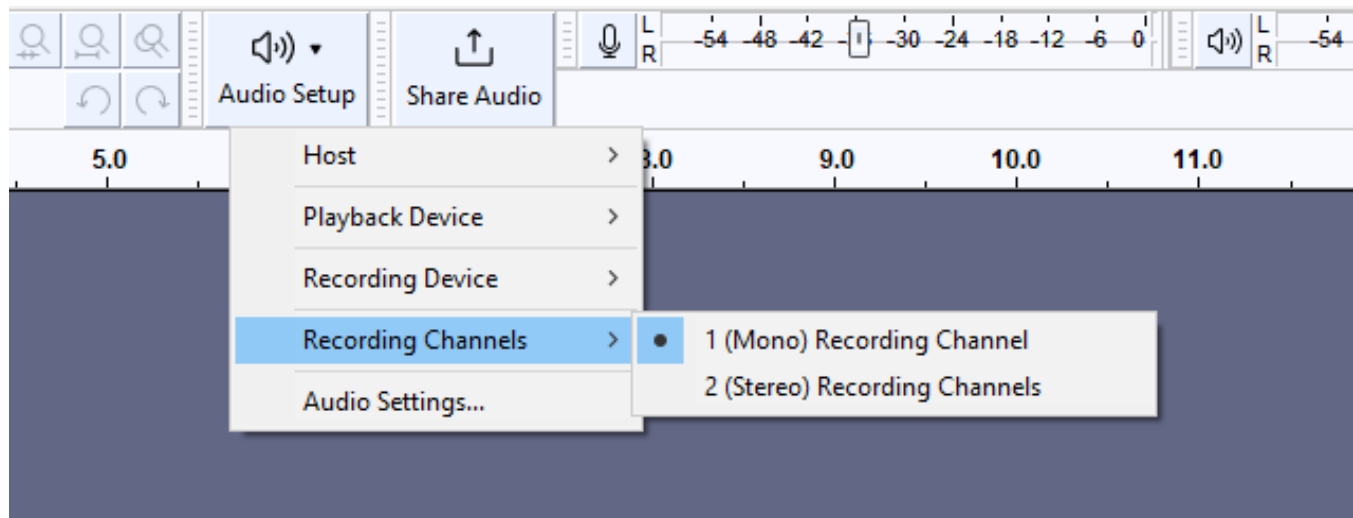 L
R
-54 -48 -42 - -30 -24 -18 -12 -6 0
L
R
-54
Audio Setup
Share Audio
5.0
9.0
10.0
11.0
Host
Playback Device
Recording Device
Recording Channels
Audio Settings...
1 (Mono) Recording Channel
2 (Stereo) Recording Channels